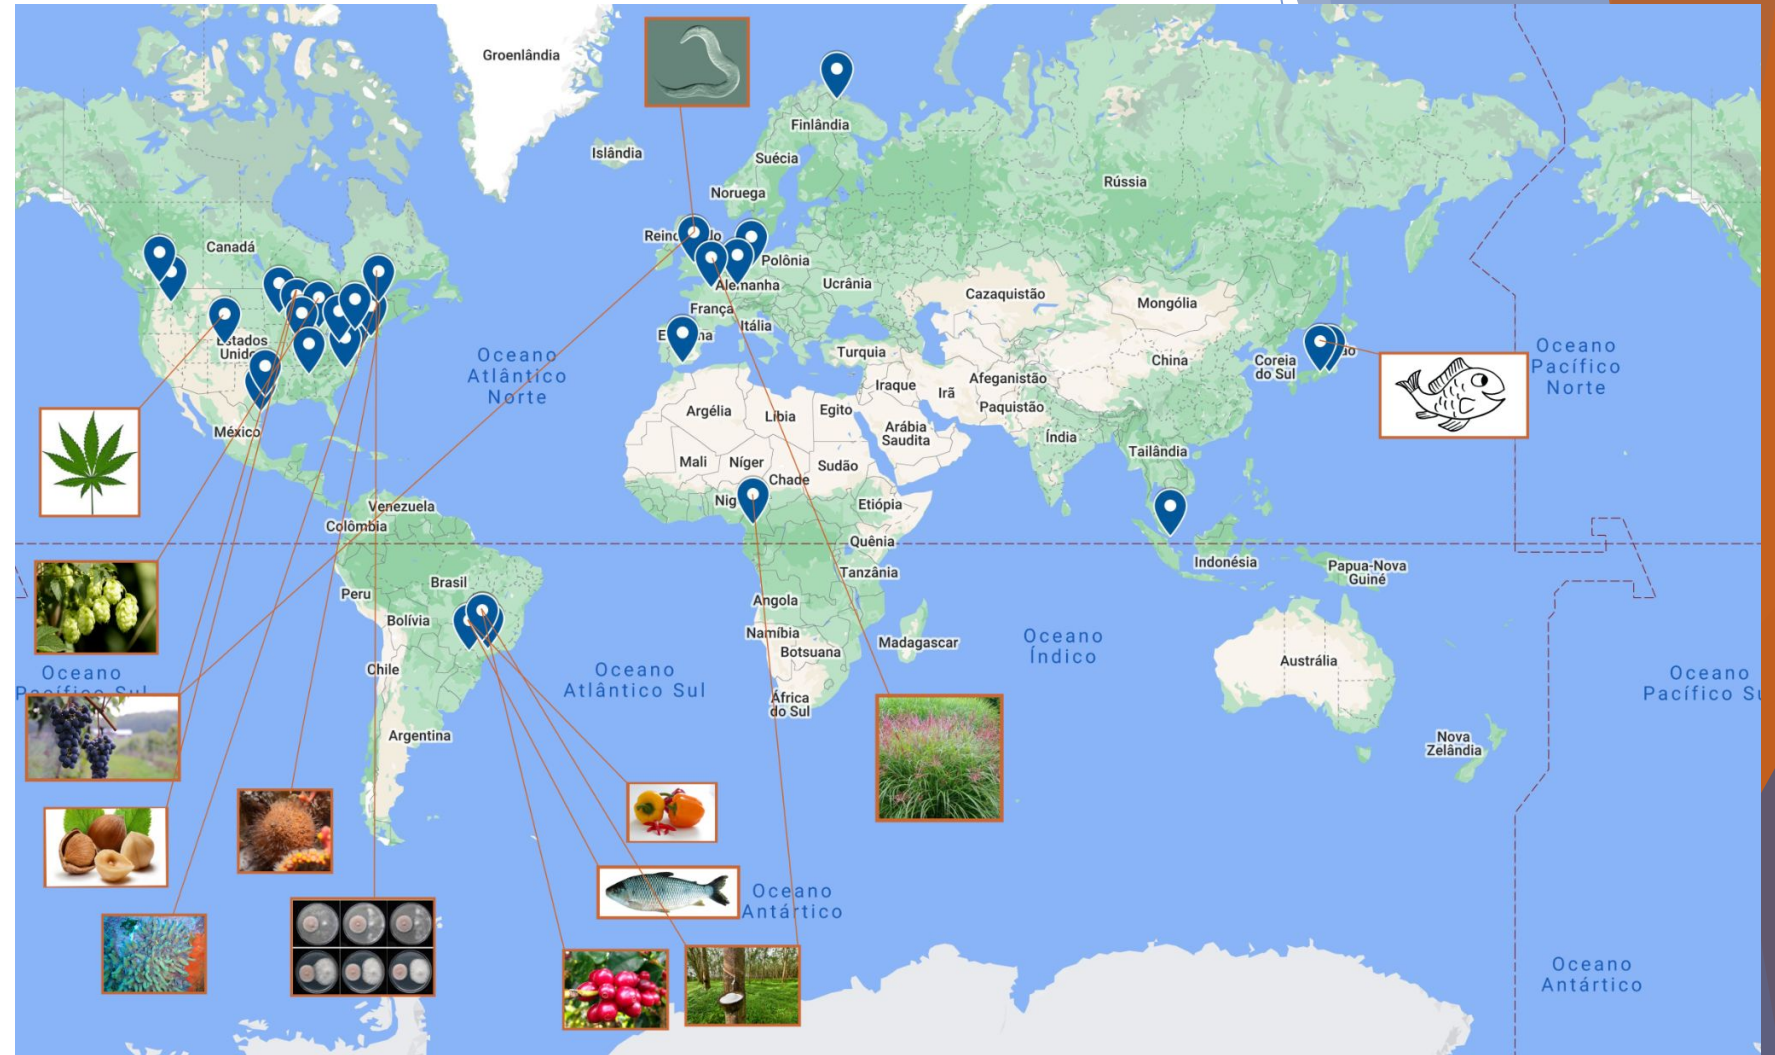 Groenlândia
Islândia
Finlândia
Suécia
Noruega
Rússia
Canadá
Polônia
Alemanha
Ucrânia
França
Itália
Cazaquistão
Mongólia
Estados
Oceano
Atlântico
Norte
Turquia
China
Coreia
do Sul
Oceano
Pacífico
Norte
Iraque
Irã
Afeganistão
Paquistão
México
Argélia
Líbia
Egito
Arábia
Saudita
Índia
Tailândia
Mali
Níger
Sudão
Chade
Nig
Etiópia
Venezuela
Colômbia
Quênia
Indonésia
Papua-Nova
Guiné
Brasil
Tanzânia
Peru
Angola
Bolívia
Namíbia
Botsuana
Madagascar
Oceano
Índico
Austrália
Chile
Oceano
Pacífico Sul
Oceano
Atlântico Sul
África
do Sul
Oceano
Pacífico Su
Argentina
Nova
Zelândia
Oceano
Antártico
Oceano
Antártico